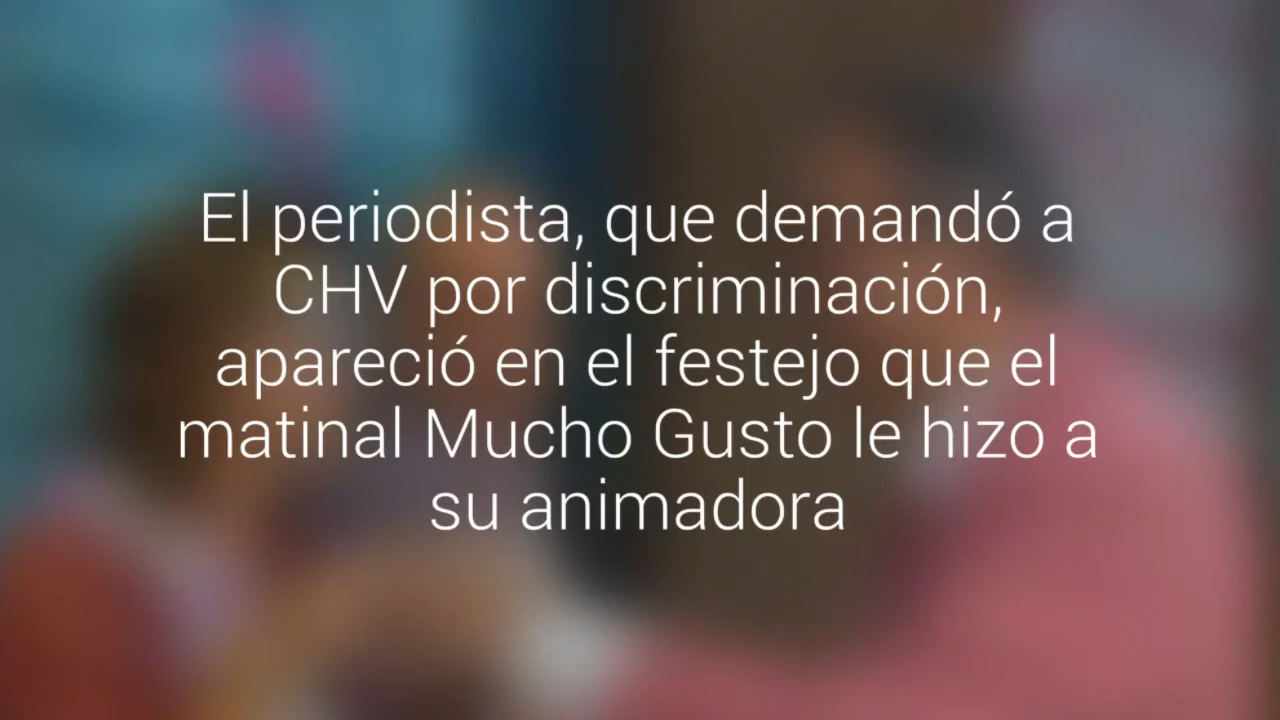 El periodista, que demandó a
CHV por discriminación,
apareció en el festejo que el
matinal Mucho Gusto le hizo a
su animadora